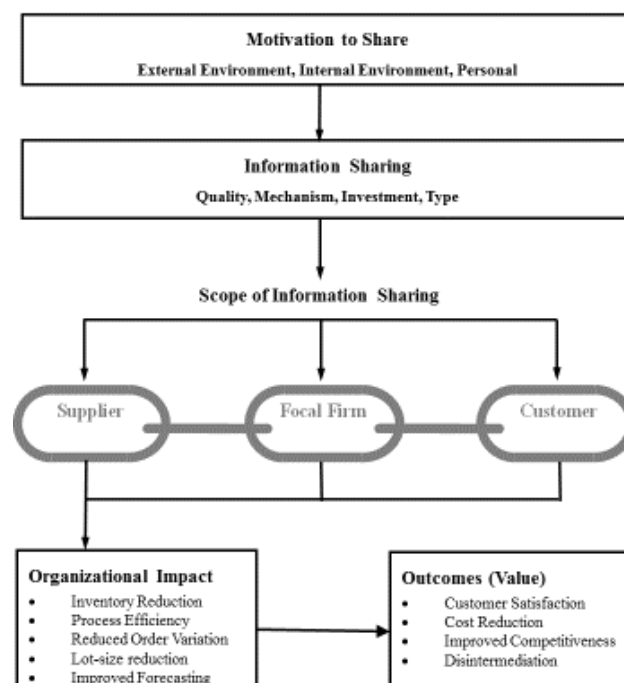 Motivation to Share
External Environment, Internal Environment, Personal
Information Sharing
Quality, Mechanism, Investment, Type
Scope of Information Sharing
Supplier
Focal Firm
Customer
Organizational Impact
• Inventory Reduction
• Process Efficiency
• Reduced Order Variation
• Lot-size reduction
• Improved Forecasting
Outcomes (Value)
• Customer Satisfaction
• Cost Reduction
• Improved Competitiveness
• Disintermediation